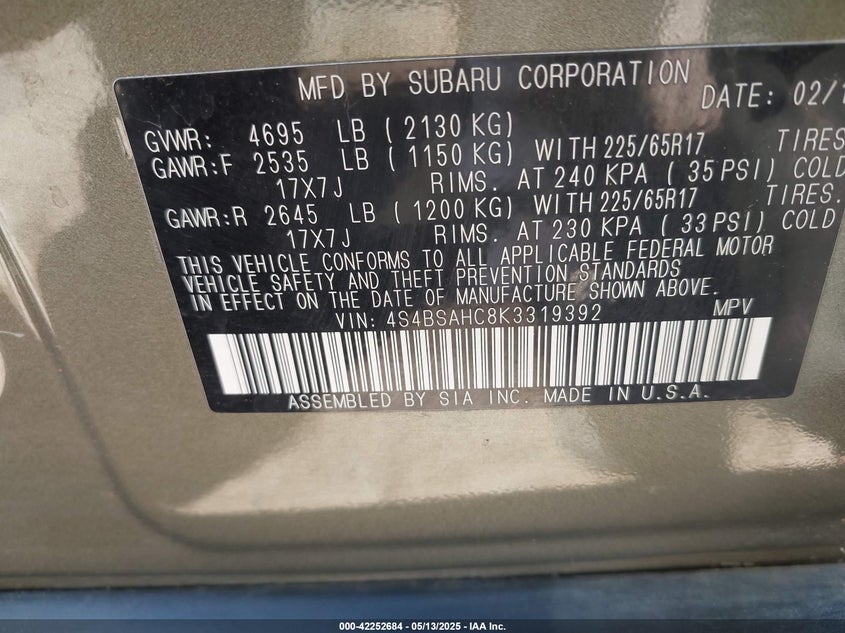 MFD BY SUBARU CORPORATION DATE: 02/1
GVWR: 4695 LB ( 2130 KG)
GAWR:F 2535 LB ( 1150 KG) WITH 225/65R17 TIRES
17X7J RIMS. AT 240 KPA ( 35 PSI) COLD
GAWR:R 2645 LB ( 1200 KG) WITH 225/65R17 TIRES.
17X7J RIMS. AT 230 KPA ( 33 PSI) COLD
THIS VEHICLE CONFORMS TO ALL APPLICABLE FEDERAL MOTOR
VEHICLE SAFETY AND THEFT PREVENTION STANDARDS
IN EFFECT ON THE DATE OF MANUFACTURE SHOWN ABOVE.
VIN: 4S4BSAHC8K3319392 MPV
ASSEMBLED BY SIA INC. MADE IN U.S.A.
000-42252684 - 05/13/2025 - IAA Inc.